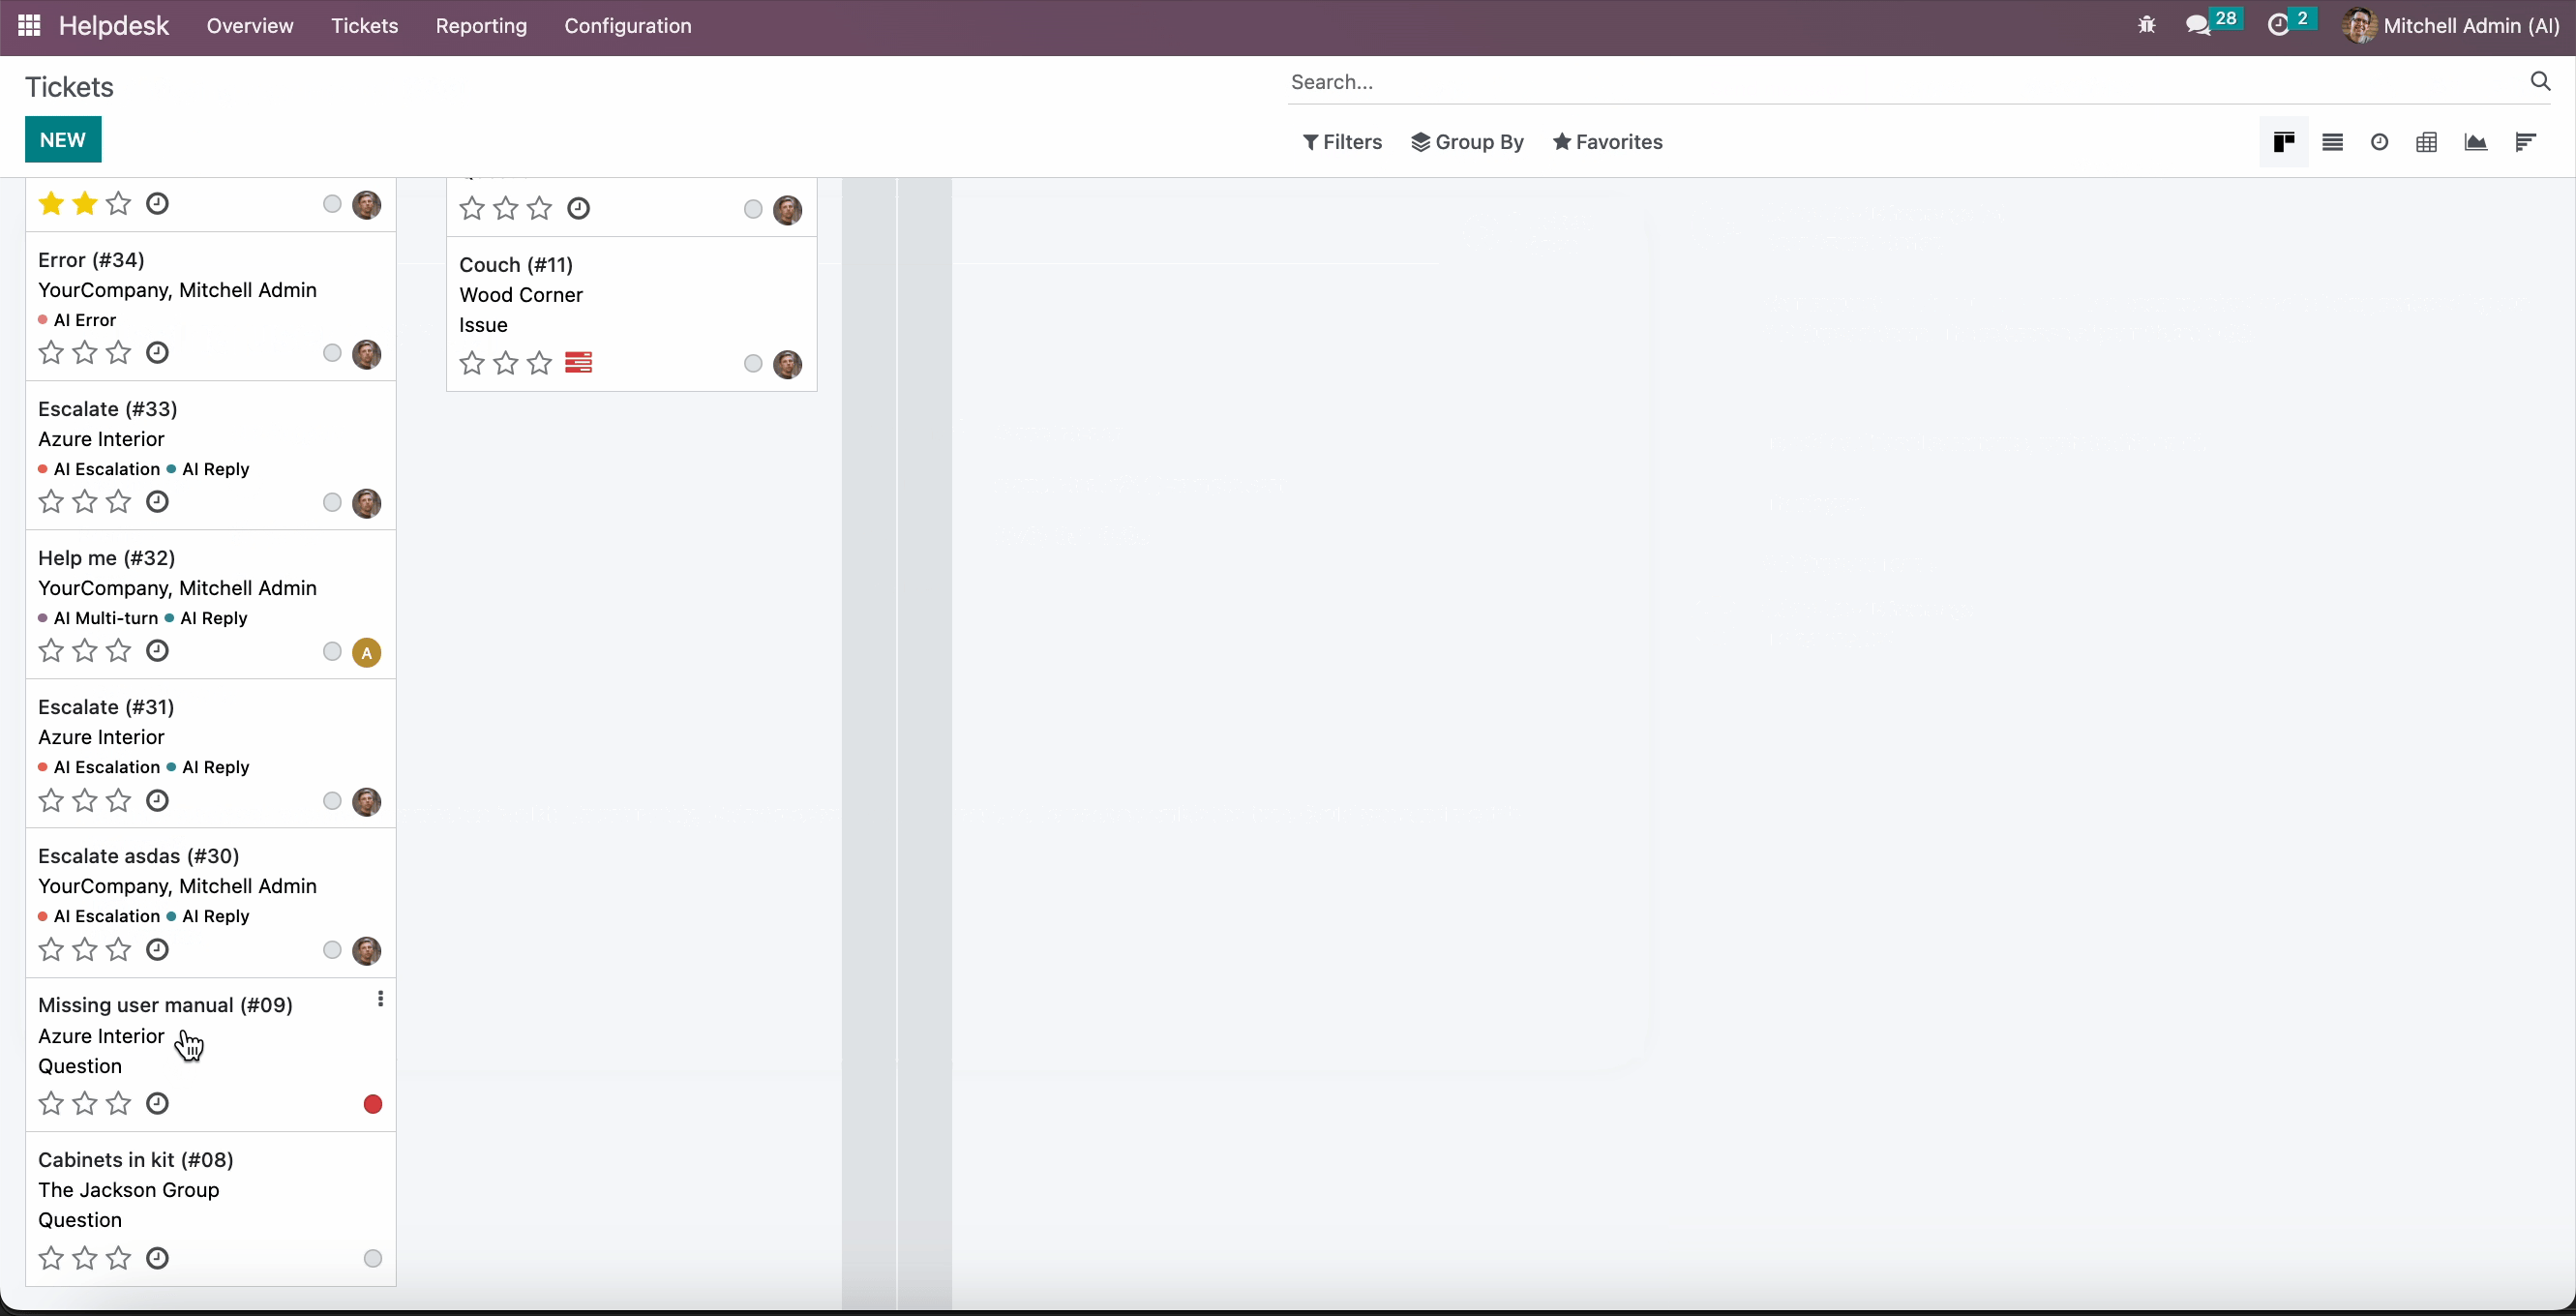 Helpdesk Overview Tickets Reporting Configuration 28 2 Mitchell Admin (AI)
Tickets
Search...
NEW
Filters Group By Favorites
Error (#34)
YourCompany, Mitchell Admin
AI Error
Escalate (#33)
Azure Interior
AI Escalation AI Reply
Help me (#32)
YourCompany, Mitchell Admin
AI Multi-turn AI Reply
A
Escalate (#31)
Azure Interior
AI Escalation AI Reply
Escalate asdas (#30)
YourCompany, Mitchell Admin
AI Escalation AI Reply
Missing user manual (#09)
Azure Interior
Question
Cabinets in kit (#08)
The Jackson Group
Question
Couch (#11)
Wood Corner
Issue